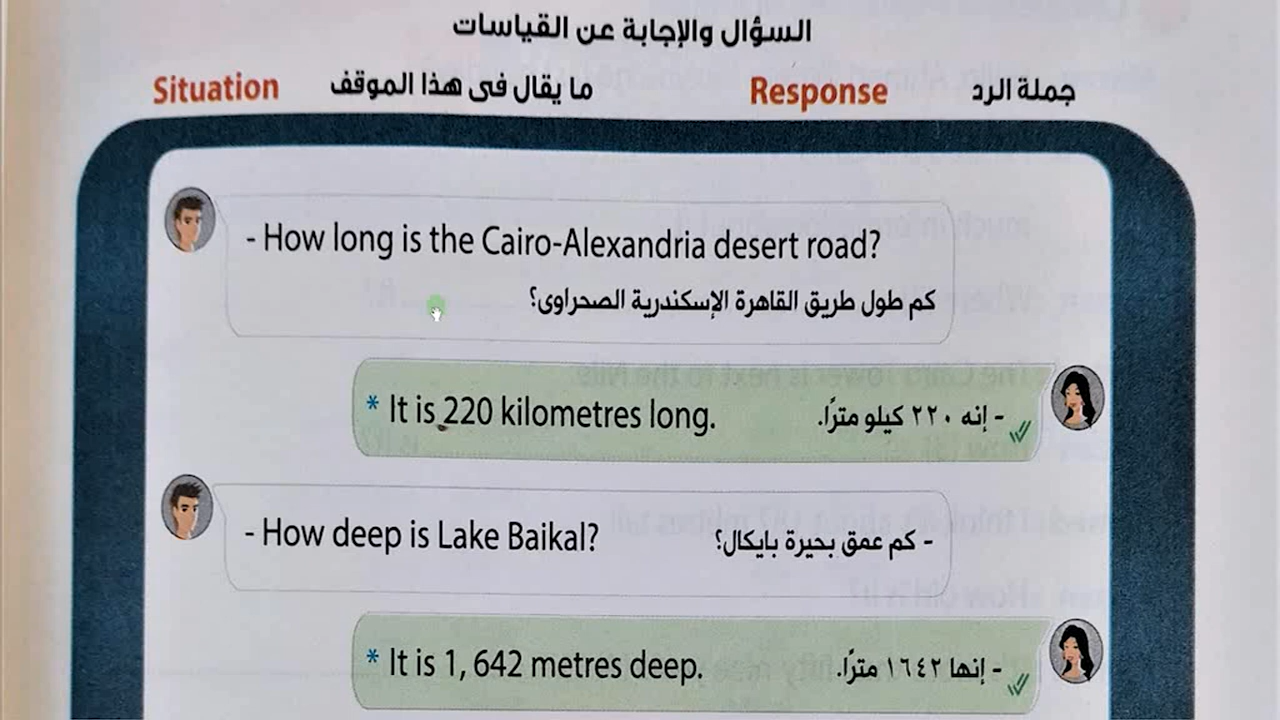 السؤال والإجابة عن القياسات
Situation ما يقال فى هذا الموقف Response جملة الرد
- How long is the Cairo-Alexandria desert road?
كم طول طريق القاهرة الإسكندرية الصحراوى؟
* It is 220 kilometres long. - إنه ٢٢٠ كيلو مترًا.
- How deep is Lake Baikal? - كم عمق بحيرة بايكال؟
* It is 1, 642 metres deep. - إنها ١٦٤٢ مترًا.